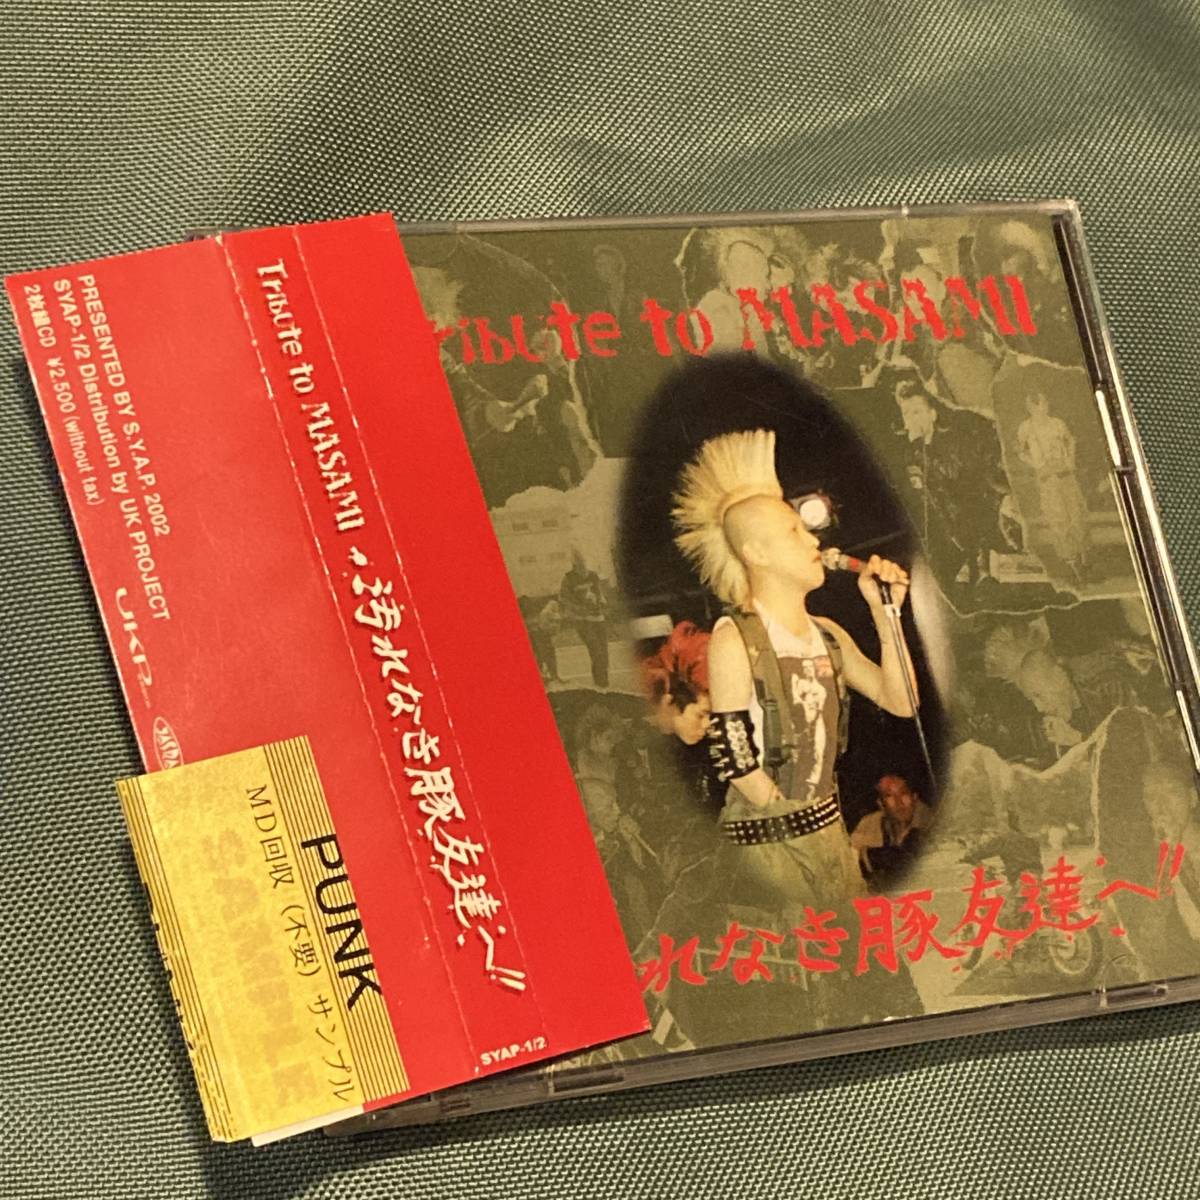 PRESENTED BY S.Y.A.P. 2002
SYAP-1/2 Distribution by UK PROJECT
2枚組CD ¥2,500 (without tax)
UKP
JASRAC
Tribute to MASAMI 汚れなき豚友達へ!!
SYAP-1/2
PUNK
MD回収(不要) サンプル
SAMPLE
Tribute to MASAMI
れなき豚友達へ!!